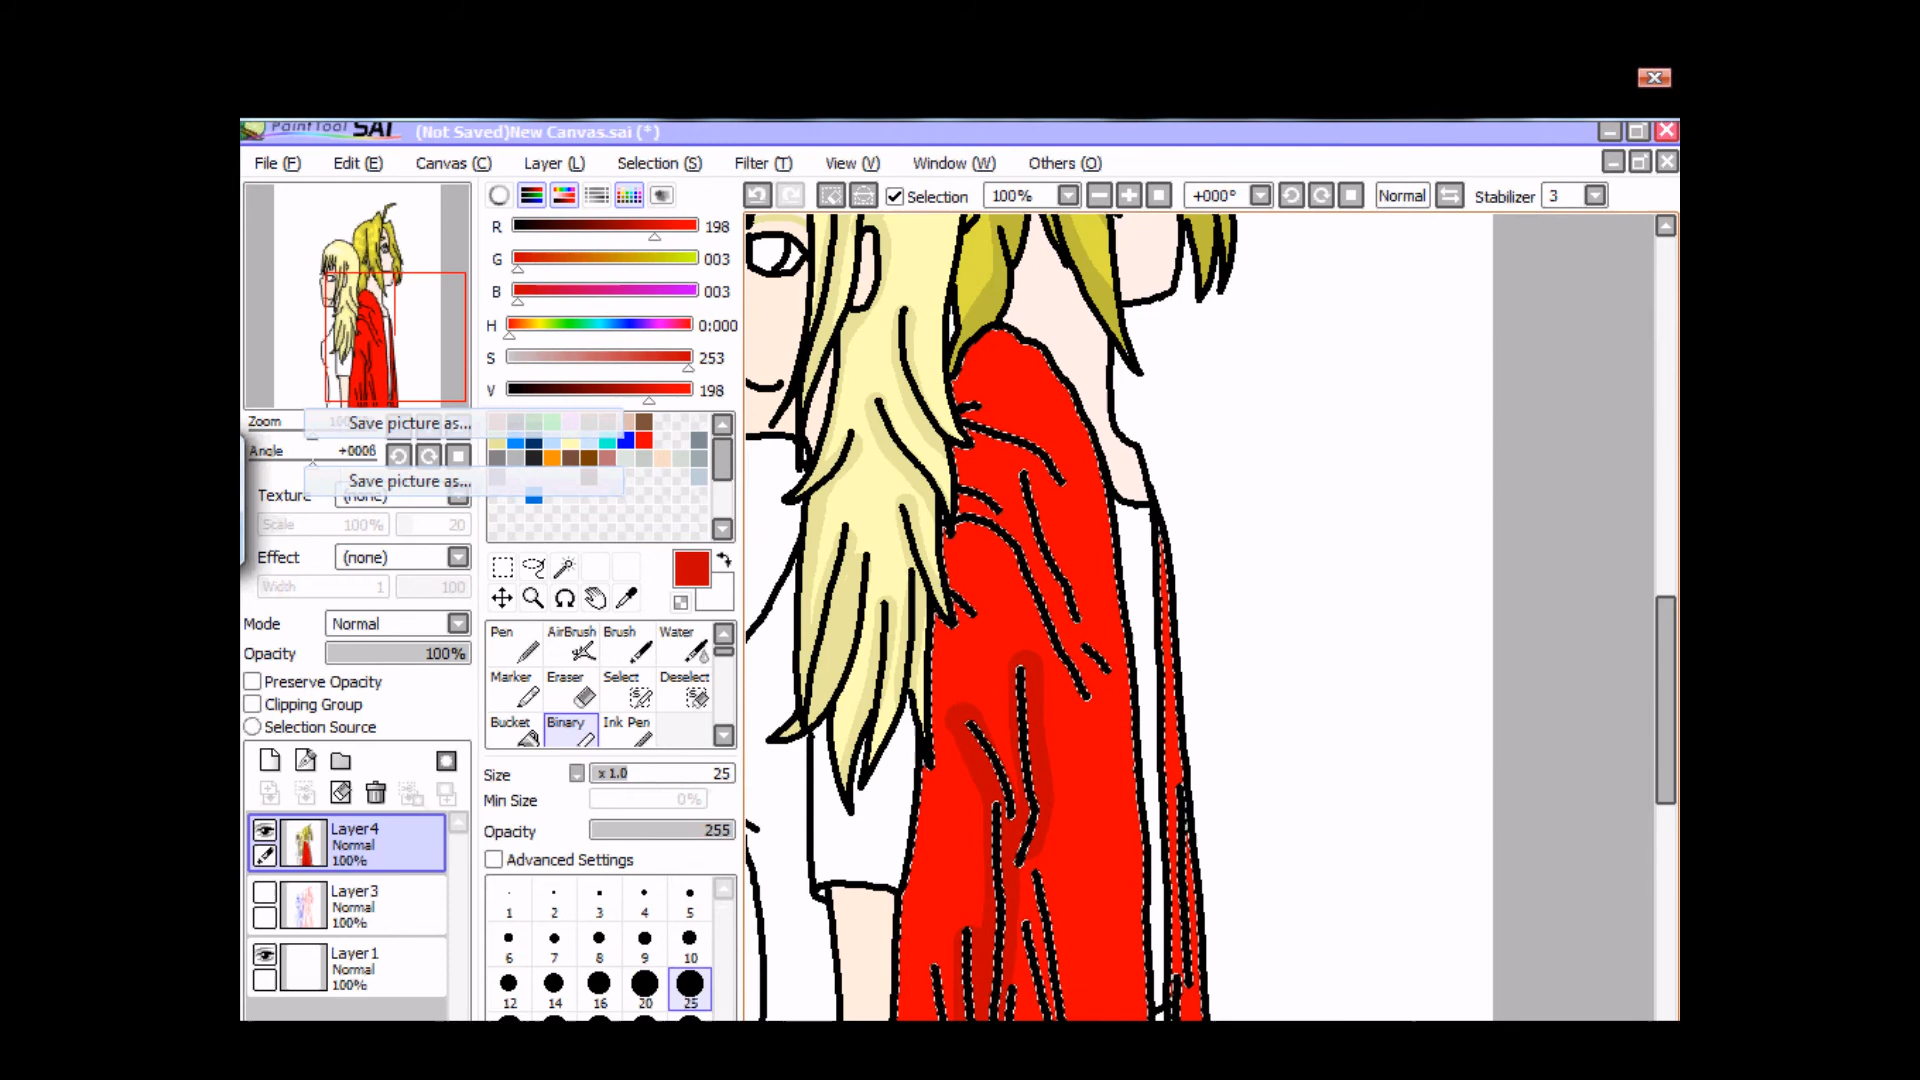 PaintTool SAI (Not Saved)New Canvas.sai (*)
File (F) Edit (E) Canvas (C) Layer (L) Selection (S) Filter (T) View (V) Window (W) Others (O)
Selection 100% +000° Normal Stabilizer 3
R 198
G 003
B 003
H 0:000
S 253
V 198
Zoom
Save picture as...
Angle +000ß
Save picture as...
Texture (none)
Scale 100% 20
Effect (none)
Width 1 100
Mode Normal
Opacity 100%
Preserve Opacity
Clipping Group
Selection Source
Layer4
Normal
100%
Layer3
Normal
100%
Layer1
Normal
100%
Pen AirBrush Brush Water
Marker Eraser Select Deselect
Bucket Binary Ink Pen
Size x 1.0 25
Min Size 0%
Opacity 255
Advanced Settings
1 2 3 4 5
6 7 8 9 10
12 14 16 20 25